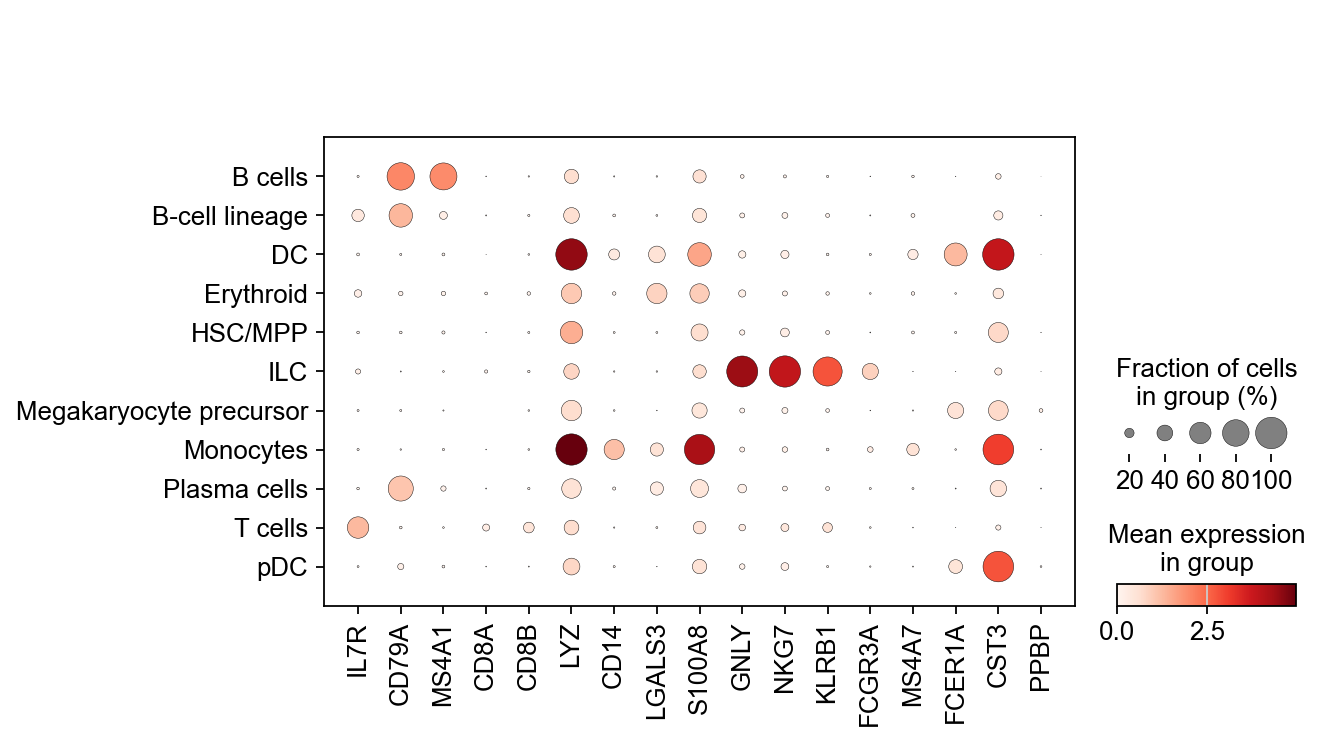 B cells
B-cell lineage
DC
Erythroid
HSC/MPP
ILC
Megakaryocyte precursor
Monocytes
Plasma cells
T cells
pDC
IL7R
CD79A
MS4A1
CD8A
CD8B
LYZ
CD14
LGALS3
S100A8
GNLY
NKG7
KLRB1
FCGR3A
MS4A7
FCER1A
CST3
PPBP
Fraction of cells
in group (%)
20 40 60 80 100
Mean expression
in group
0.0 2.5